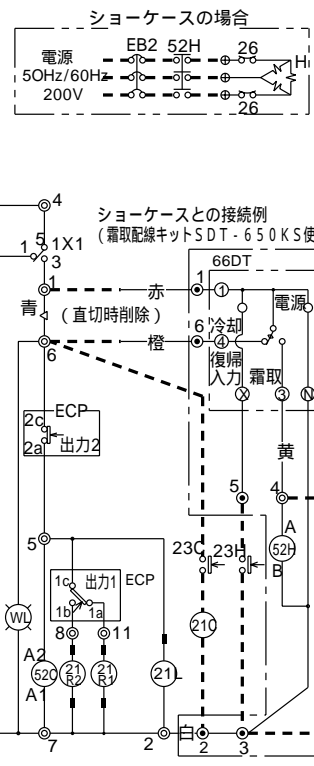 ショーケースの場合
電源 EB2 52H 26 H
50Hz/60Hz
200V
26
4
ショーケースとの接続例
(霜取配線キットSDT-650KS使
5
1 1X1
3
66DT
1 赤 1 1 電源
青 (直切時削除) 6 冷却
6 橙 4
復帰
入力 霜取
X 3 N
2c ECP
2a 出力2
黄
5 4
A
5 23C 23H 52H
B
1c 出力1 ECP
1b 1a
WL 8 11 21C
A2
52C 21R2 21R1 21L
A1
7 2 白 2 3